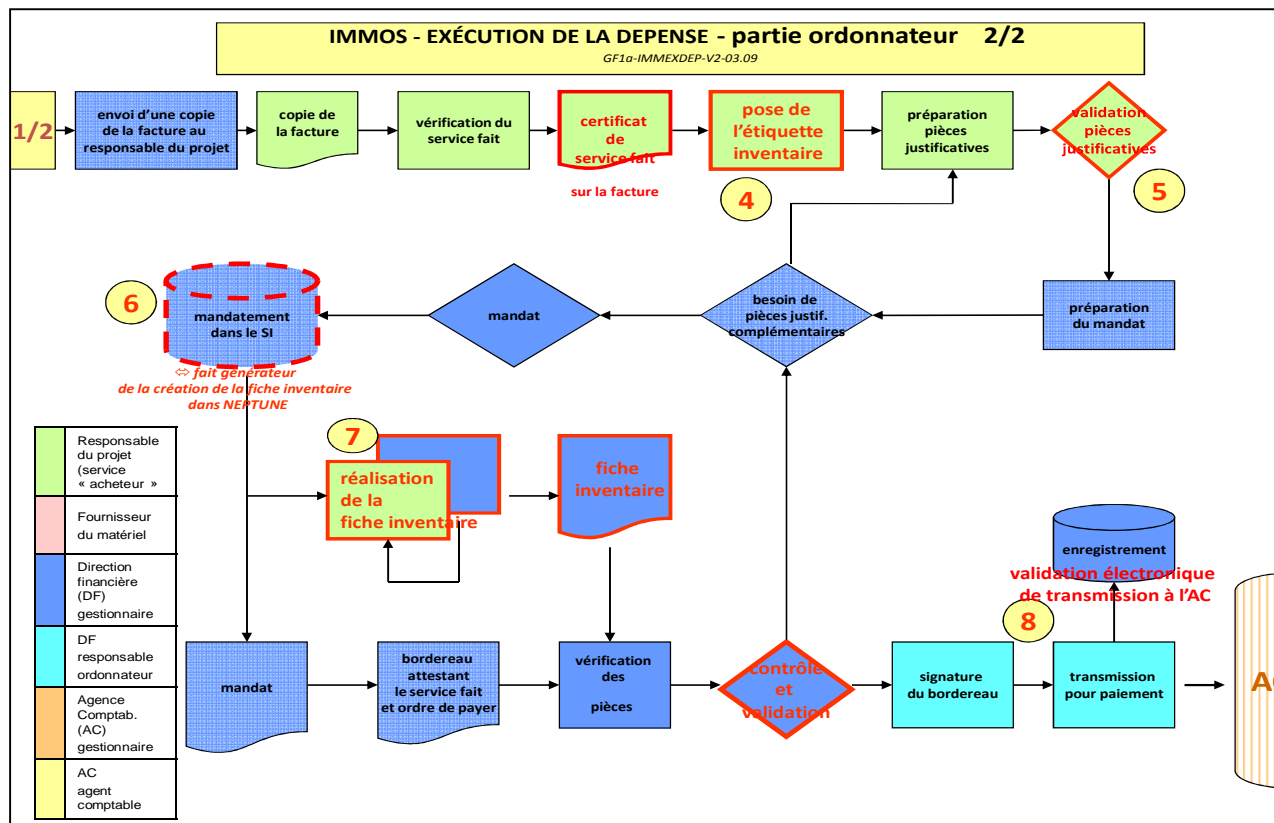 IMMOS - EXÉCUTION DE LA DEPENSE - partie ordonnateur 2/2
GF1a-IMMEXDEP-V2-03.09
1/2
envoi d'une copie
de la facture au
responsable du projet
copie de
la facture
vérification du
service fait
certificat
de
service fait
sur la facture
pose de
l'étiquette
inventaire
préparation
pièces
justificatives
validation
pièces
justificatives
4
5
6
mandatement
dans le SI
mandat
besoin de
pièces justif.
complémentaires
préparation
du mandat
⇔ fait générateur
de la création de la fiche inventaire
dans NEPTUNE
7
réalisation
de la
fiche inventaire
fiche
inventaire
enregistrement
validation électronique
de transmission à l'AC
8
Responsable
du projet
(service
« acheteur »
Fournisseur
du matériel
Direction
financière
(DF)
gestionnaire
DF
responsable
ordonnateur
Agence
Comptab.
(AC)
gestionnaire
AC
agent
comptable
mandat
bordereau
attestant
le service fait
et ordre de payer
vérification
des
pièces
contrôle
et
validation
signature
du bordereau
transmission
pour paiement